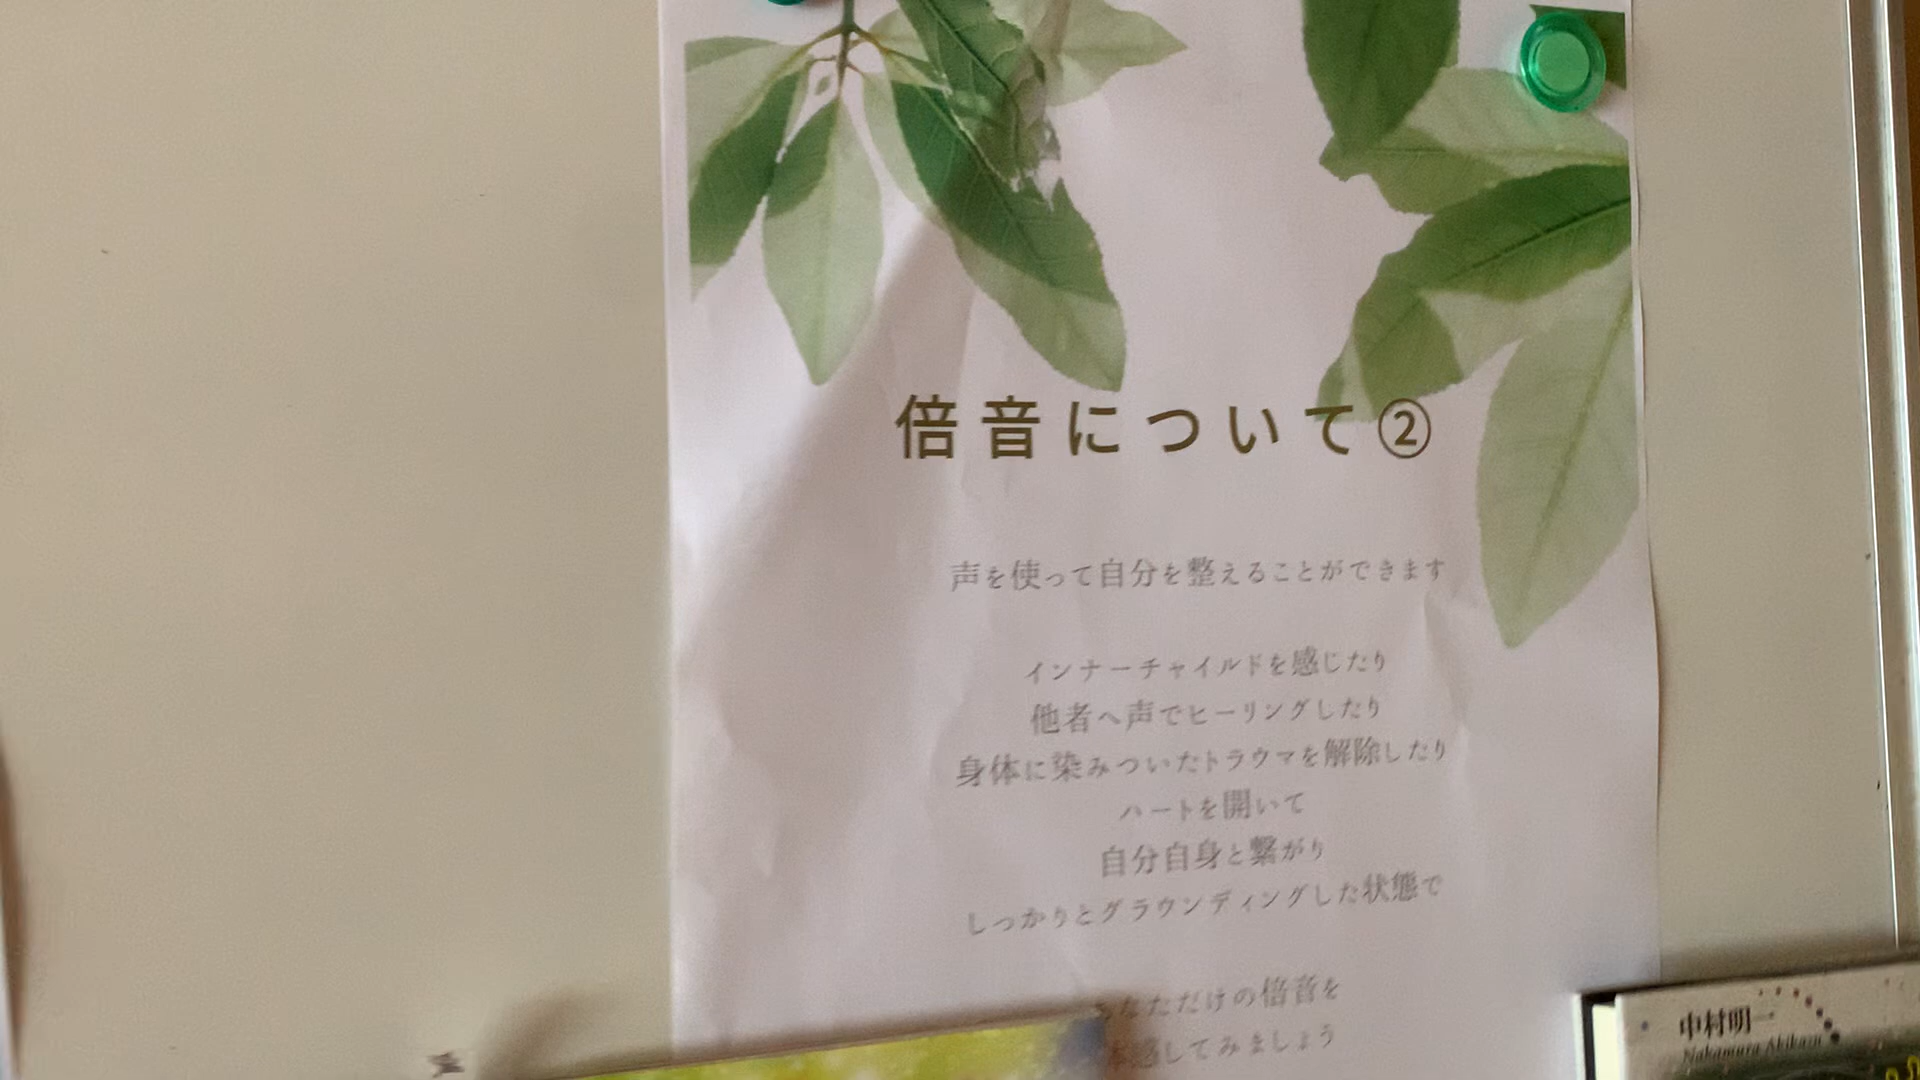 倍音について②
声を使って自分を整えることができます
インナーチャイルドを感じたり
他者へ声でヒーリングしたり
身体に染みついたトラウマを解除したり
ハートを開いて
自分自身と繋がり
しっかりとグラウンディングした状態で
なただけの倍音を
感してみましょう
中村明一
Nakamura Akikazu